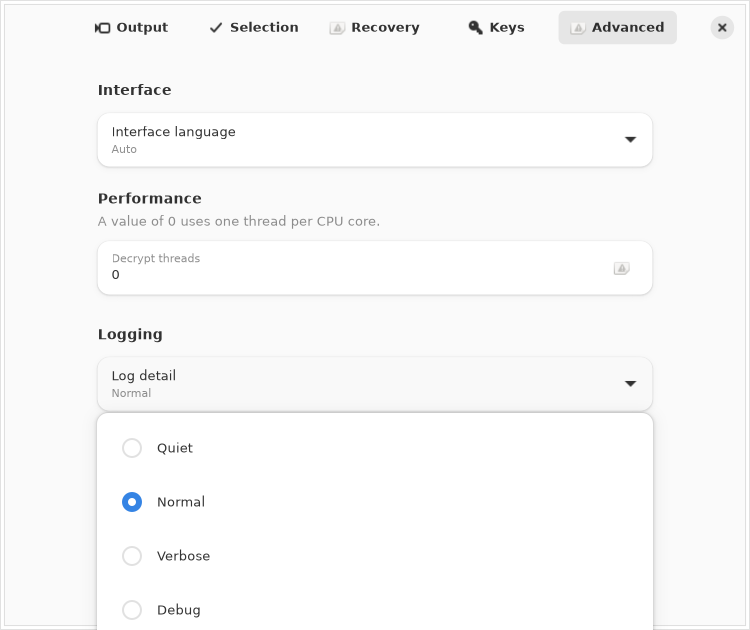 Output
Selection
Recovery
Keys
Advanced
Interface
Interface language
Auto
Performance
A value of 0 uses one thread per CPU core.
Decrypt threads
0
Logging
Log detail
Normal
Quiet
Normal
Verbose
Debug